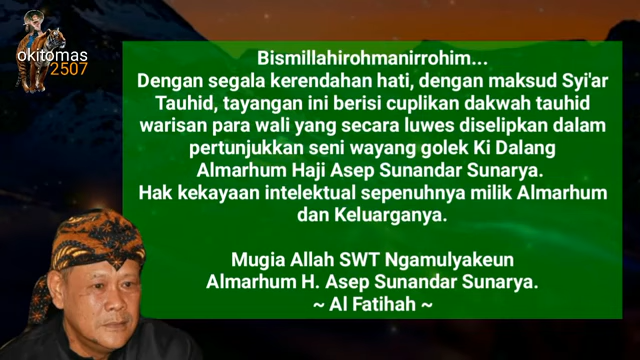 okitomas
2507
Bismillahirohmanirrohim...
Dengan segala kerendahan hati, dengan maksud Syi'ar
Tauhid, tayangan ini berisi cuplikan dakwah tauhid
warisan para wali yang secara luwes diselipkan dalam
pertunjukkan seni wayang golek Ki Dalang
Almarhum Haji Asep Sunandar Sunarya.
Hak kekayaan intelektual sepenuhnya milik Almarhum
dan Keluarganya.
Mugia Allah SWT Ngamulyakeun
Almarhum H. Asep Sunandar Sunarya.
~ Al Fatihah ~